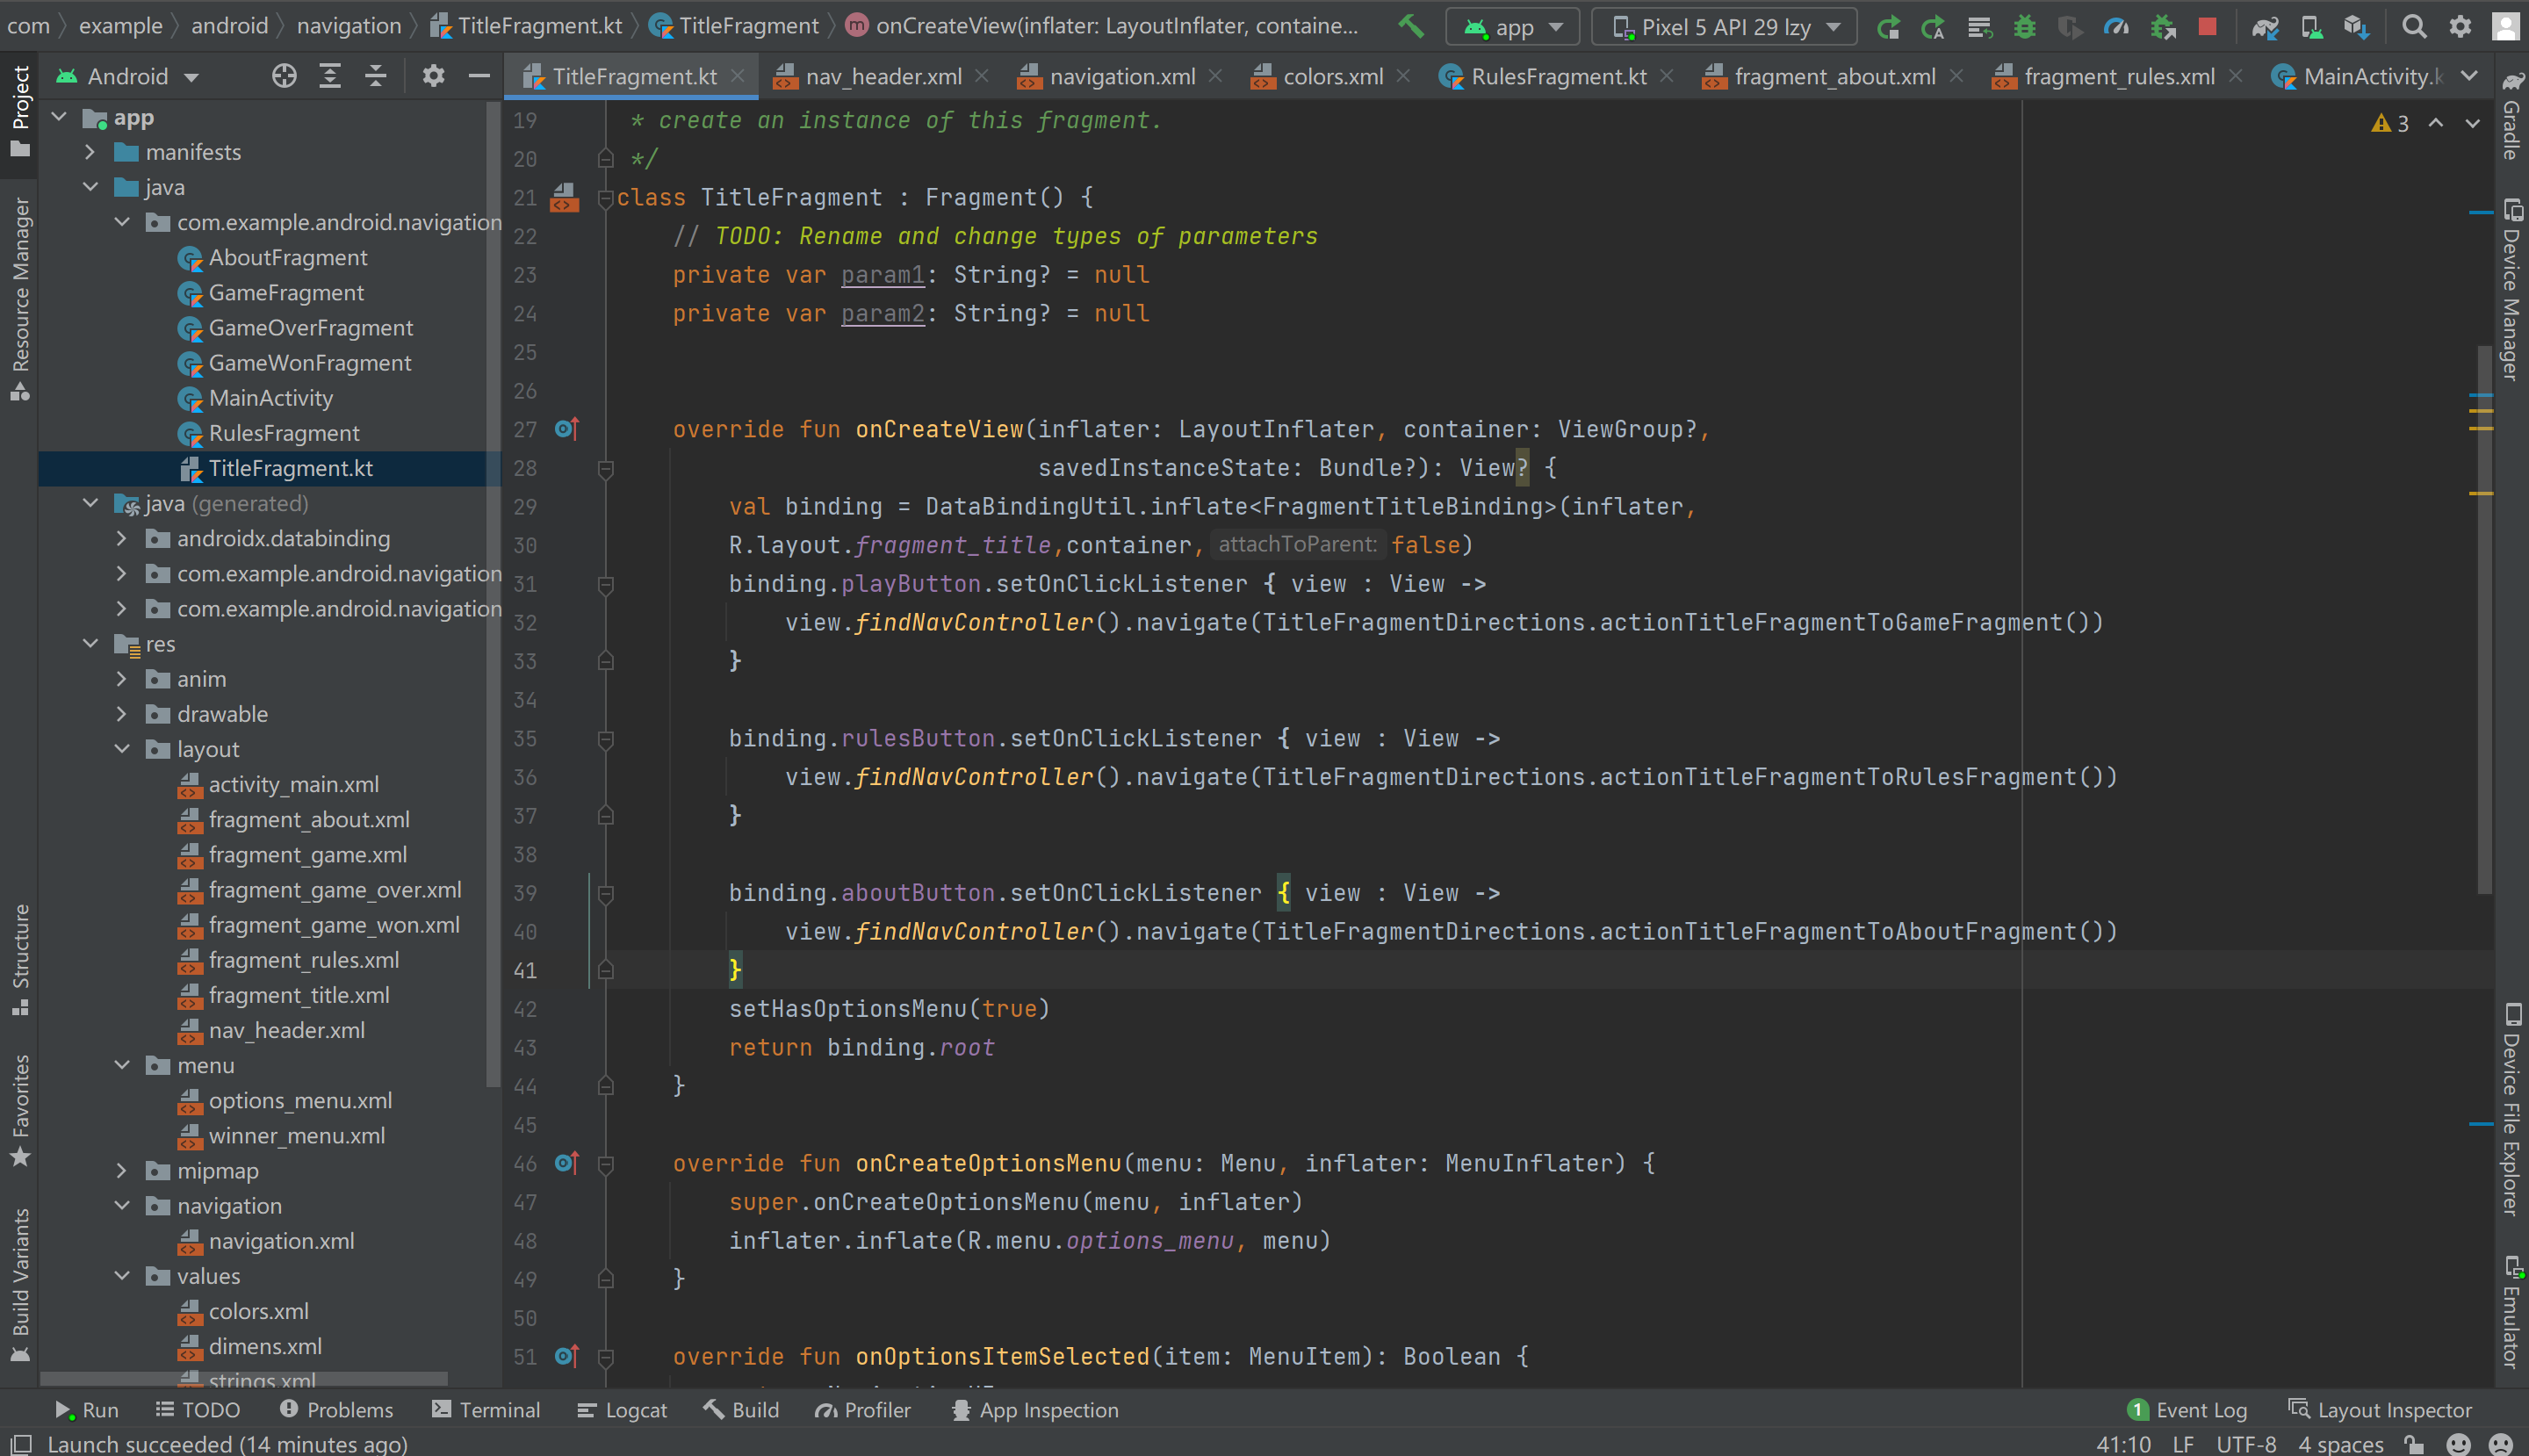 com example android navigation TitleFragment.kt TitleFragment m onCreateView(inflater: LayoutInflater, containe... app Pixel 5 API 29 lzy
Android
TitleFragment.kt nav_header.xml navigation.xml colors.xml RulesFragment.kt fragment_about.xml fragment_rules.xml MainActivity.k
Project
Resource Manager
Structure
Favorites
Build Variants
app
manifests
java
com.example.android.navigation
AboutFragment
GameFragment
GameOverFragment
GameWonFragment
MainActivity
RulesFragment
TitleFragment.kt
java (generated)
androidx.databinding
com.example.android.navigation
com.example.android.navigation
res
anim
drawable
layout
activity_main.xml
fragment_about.xml
fragment_game.xml
fragment_game_over.xml
fragment_game_won.xml
fragment_rules.xml
fragment_title.xml
nav_header.xml
menu
options_menu.xml
winner_menu.xml
mipmap
navigation
navigation.xml
values
colors.xml
dimens.xml
strings.xml
3
19 * create an instance of this fragment.
20 */
21 class TitleFragment : Fragment() {
22 // TODO: Rename and change types of parameters
23 private var param1: String? = null
24 private var param2: String? = null
25
26
27 override fun onCreateView(inflater: LayoutInflater, container: ViewGroup?,
28 savedInstanceState: Bundle?): View? {
29 val binding = DataBindingUtil.inflate<FragmentTitleBinding>(inflater,
30 R.layout.fragment_title,container, attachToParent: false)
31 binding.playButton.setOnClickListener { view : View ->
32 view.findNavController().navigate(TitleFragmentDirections.actionTitleFragmentToGameFragment())
33 }
34
35 binding.rulesButton.setOnClickListener { view : View ->
36 view.findNavController().navigate(TitleFragmentDirections.actionTitleFragmentToRulesFragment())
37 }
38
39 binding.aboutButton.setOnClickListener { view : View ->
40 view.findNavController().navigate(TitleFragmentDirections.actionTitleFragmentToAboutFragment())
41 }
42 setHasOptionsMenu(true)
43 return binding.root
44 }
45
46 override fun onCreateOptionsMenu(menu: Menu, inflater: MenuInflater) {
47 super.onCreateOptionsMenu(menu, inflater)
48 inflater.inflate(R.menu.options_menu, menu)
49 }
50
51 override fun onOptionsItemSelected(item: MenuItem): Boolean {
Gradle
Device Manager
Device File Explorer
Emulator
Run TODO Problems Terminal Logcat Build Profiler App Inspection 1 Event Log Layout Inspector
Launch succeeded (14 minutes ago) 41:10 LF UTF-8 4 spaces